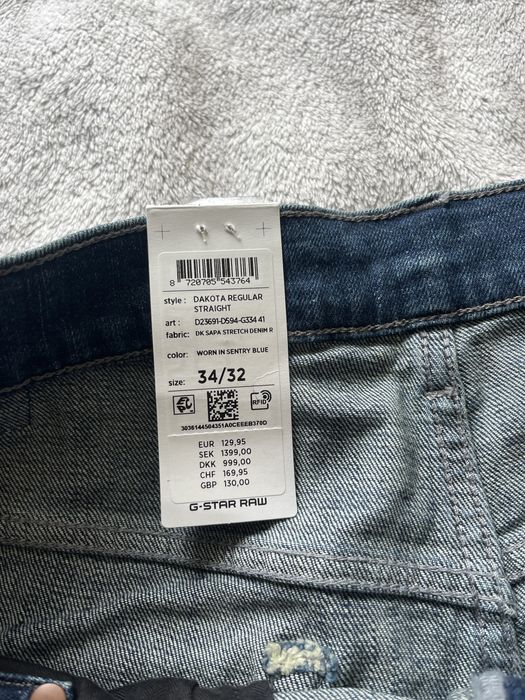 8 720705 543764
style : DAKOTA REGULAR
STRAIGHT
art : D23691-D594-G334 41
fabric: DK SAPA STRETCH DENIM R
color: WORN IN SENTRY BLUE
size: 34/32
RFID
3036144504351A0CEEEB370D
EUR 129,95
SEK 1399,00
DKK 999,00
CHF 169,95
GBP 130,00
G-STAR RAW